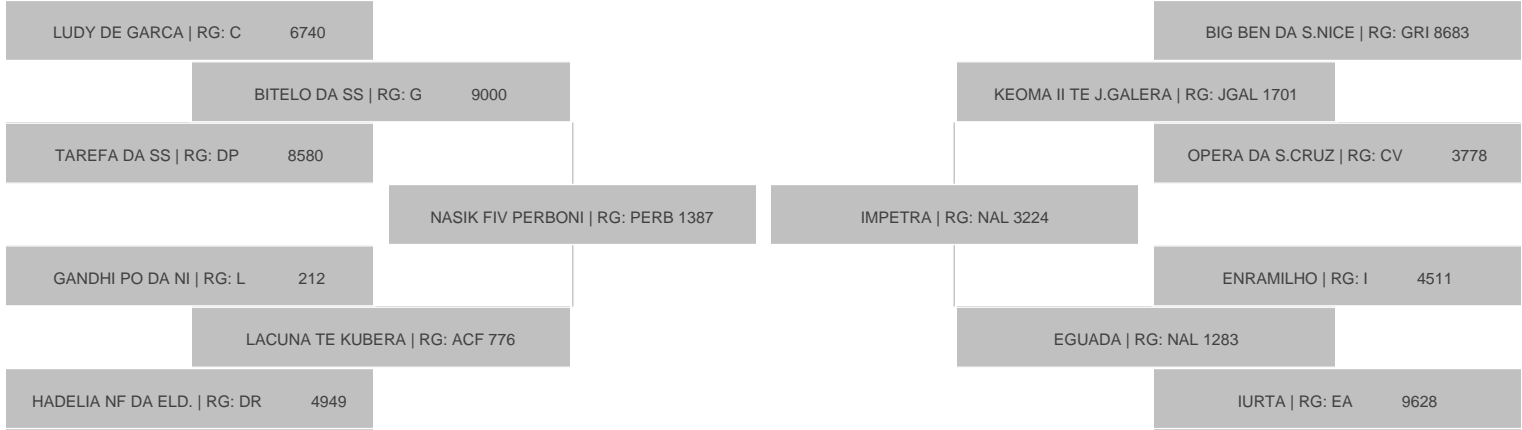 LUDY DE GARCA | RG: C 6740
BIG BEN DA S.NICE | RG: GRI 8683
BITELO DA SS | RG: G 9000
KEOMA II TE J.GALERA | RG: JGAL 1701
TAREFA DA SS | RG: DP 8580
OPERA DA S.CRUZ | RG: CV 3778
NASIK FIV PERBONI | RG: PERB 1387
IMPETRA | RG: NAL 3224
GANDHI PO DA NI | RG: L 212
ENRAMILHO | RG: I 4511
LACUNA TE KUBERA | RG: ACF 776
EGUADA | RG: NAL 1283
HADELIA NF DA ELD. | RG: DR 4949
IURTA | RG: EA 9628